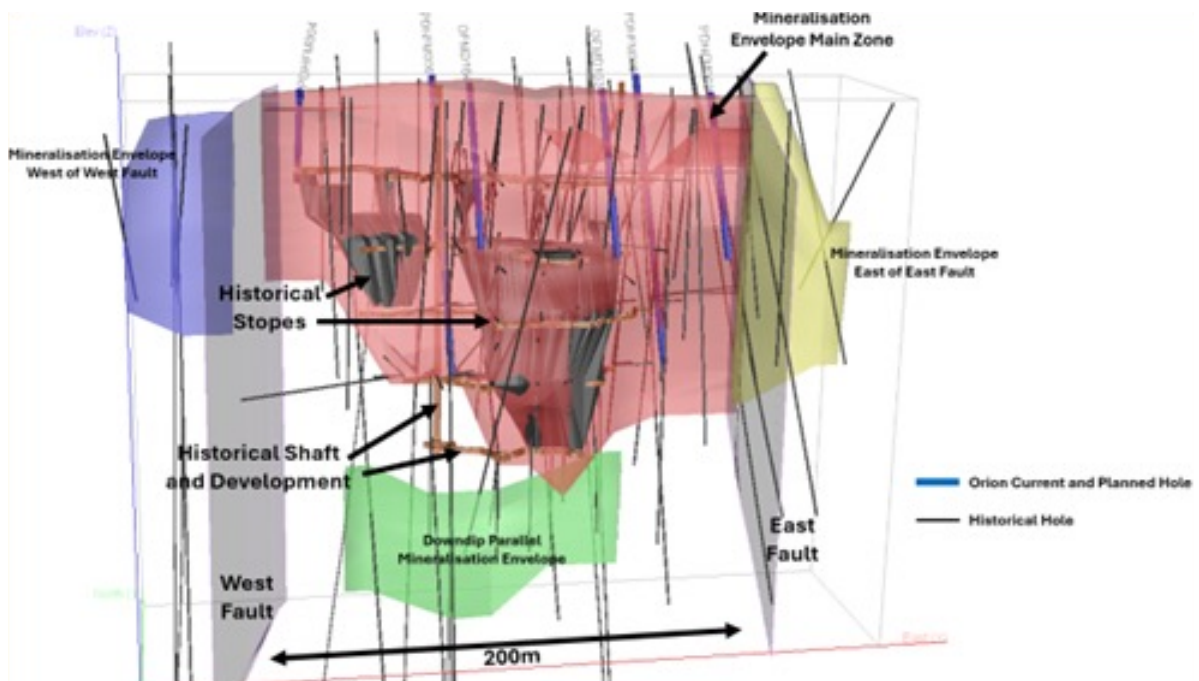 Elev (Z)
Mineralisation
Envelope Main Zone
Mineralisation Envelope
West of West Fault
Mineralisation Envelope
East of East Fault
Historical
Stopes
Historical Shaft
and Development
Orion Current and Planned Hole
Historical Hole
Downdip Parallel
Mineralisation Envelope
East
Fault
West
Fault
200m